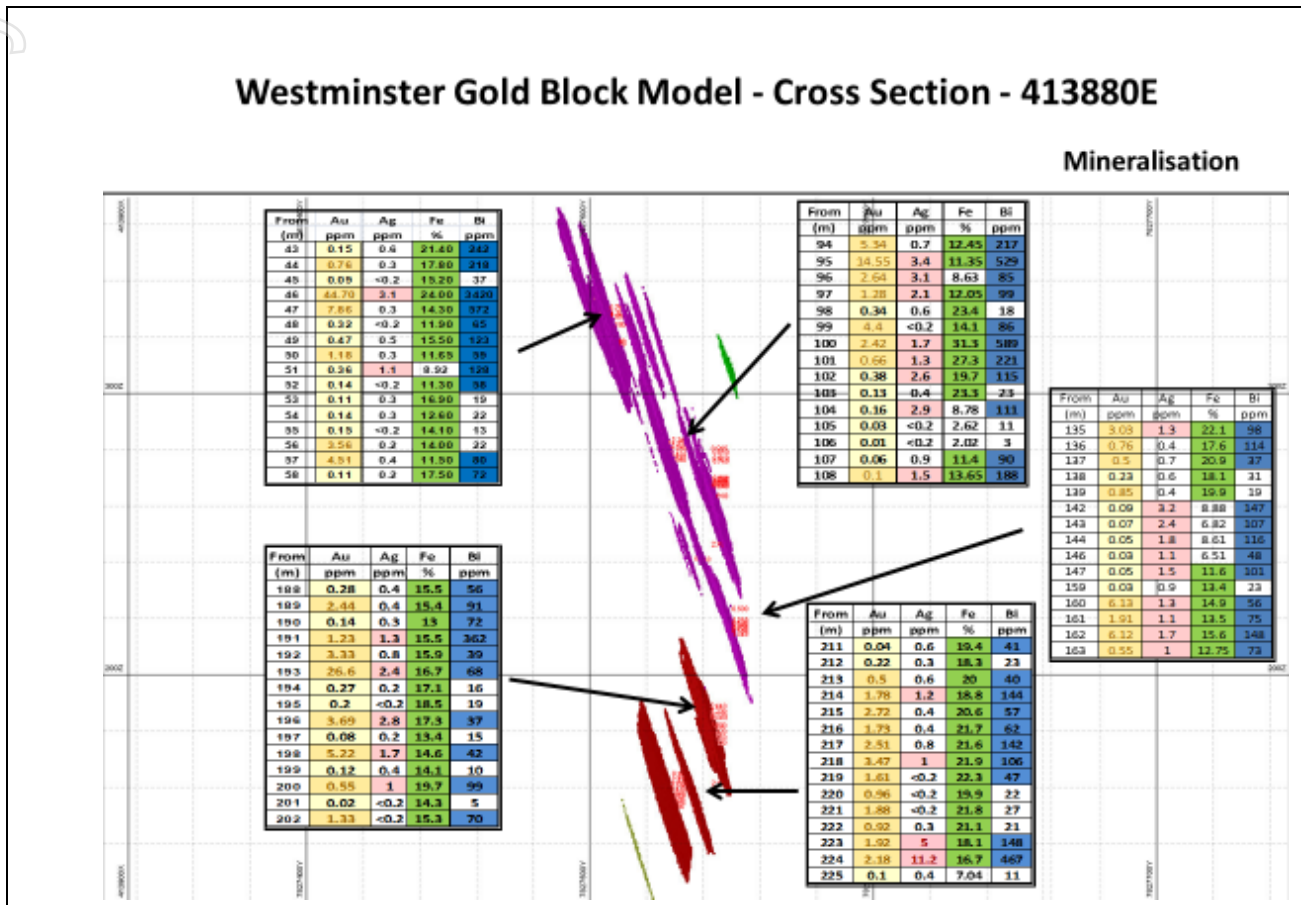 Westminster Gold Block Model - Cross Section - 413880E
Mineralisation
From Au Ag Fe Bi
(m) ppm ppm % ppm
43 0.15 0.6 21.40 242
44 0.76 0.3 17.80 218
45 0.09 <0.2 15.20 37
46 44.70 3.1 24.00 3420
47 7.86 0.3 14.30 572
48 0.32 <0.2 11.90 65
49 0.47 0.5 15.50 123
50 1.18 0.3 11.65 59
51 0.36 1.1 8.92 128
52 0.14 <0.2 11.30 58
53 0.11 0.3 16.90 19
54 0.14 0.3 12.60 22
55 0.15 <0.2 14.10 13
56 3.56 0.2 14.00 22
57 4.51 0.4 11.50 80
58 0.11 0.2 17.50 72
From Au Ag Fe Bi
(m) ppm ppm % ppm
94 5.34 0.7 12.45 217
95 14.55 3.4 11.35 529
96 2.64 3.1 8.63 85
97 1.28 2.1 12.05 99
98 0.34 0.6 23.4 18
99 4.4 <0.2 14.1 86
100 2.42 1.7 31.3 589
101 0.66 1.3 27.3 221
102 0.38 2.6 19.7 115
103 0.13 0.4 23.3 23
104 0.16 2.9 8.78 111
105 0.03 <0.2 2.62 11
106 0.01 <0.2 2.02 3
107 0.06 0.9 11.4 90
108 0.1 1.5 13.65 188
From Au Ag Fe Bi
(m) ppm ppm % ppm
135 3.03 1.3 22.1 98
136 0.76 0.4 17.6 114
137 0.5 0.7 20.9 37
138 0.23 0.6 18.1 31
139 0.85 0.4 19.9 19
142 0.09 3.2 8.88 147
143 0.07 2.4 6.82 107
144 0.05 1.8 8.61 116
146 0.03 1.1 6.51 48
147 0.05 1.5 11.6 101
159 0.03 0.9 13.4 23
160 6.13 1.3 14.9 56
161 1.91 1.1 13.5 75
162 6.12 1.7 15.6 148
163 0.55 1 12.75 73
From Au Ag Fe Bi
(m) ppm ppm % ppm
188 0.28 0.4 15.5 56
189 2.44 0.4 15.4 91
190 0.14 0.3 13 72
191 1.23 1.3 15.5 362
192 3.33 0.8 15.9 39
193 26.6 2.4 16.7 68
194 0.27 0.2 17.1 16
195 0.2 <0.2 18.5 19
196 3.69 2.8 17.3 37
197 0.08 0.2 13.4 15
198 5.22 1.7 14.6 42
199 0.12 0.4 14.1 10
200 0.55 1 19.7 99
201 0.02 <0.2 14.3 5
202 1.33 <0.2 15.3 70
From Au Ag Fe Bi
(m) ppm ppm % ppm
211 0.04 0.6 19.4 41
212 0.22 0.3 18.3 23
213 0.5 0.6 20 40
214 1.78 1.2 18.8 144
215 2.72 0.4 20.6 57
216 1.73 0.4 21.7 62
217 2.51 0.8 21.6 142
218 3.47 1 21.9 106
219 1.61 <0.2 22.3 47
220 0.96 <0.2 19.9 22
221 1.88 <0.2 21.8 27
222 0.92 0.3 21.1 21
223 1.92 5 18.1 148
224 2.18 11.2 16.7 467
225 0.1 0.4 7.04 11
300Z
200Z
200Z